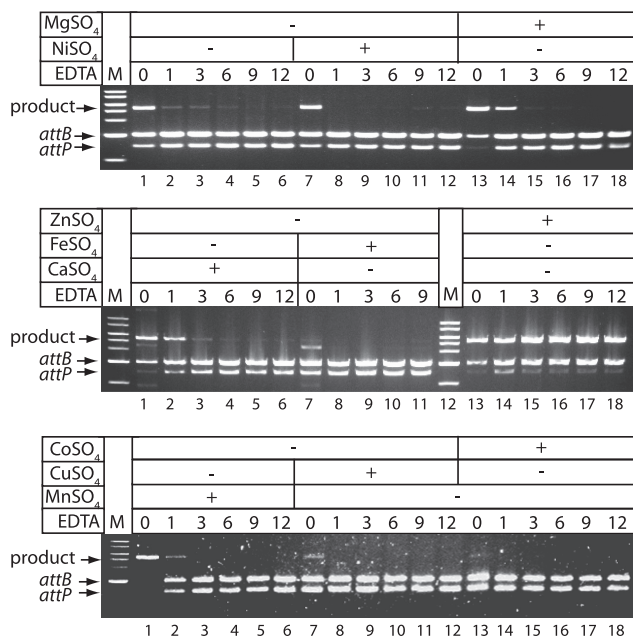 MgSO4 - +
NiSO4 - + -
EDTA M 0 1 3 6 9 12 0 1 3 6 9 12 0 1 3 6 9 12
product
attB
attP
1 2 3 4 5 6 7 8 9 10 11 12 13 14 15 16 17 18
ZnSO4 - +
FeSO4 - + -
CaSO4 + - -
EDTA M 0 1 3 6 9 12 0 1 3 6 9 M 0 1 3 6 9 12
product
attB
attP
1 2 3 4 5 6 7 8 9 10 11 12 13 14 15 16 17 18
CoSO4 - +
CuSO4 - + -
MnSO4 + -
EDTA M 0 1 3 6 9 12 0 1 3 6 9 12 0 1 3 6 9 12
product
attB
attP
1 2 3 4 5 6 7 8 9 10 11 12 13 14 15 16 17 18